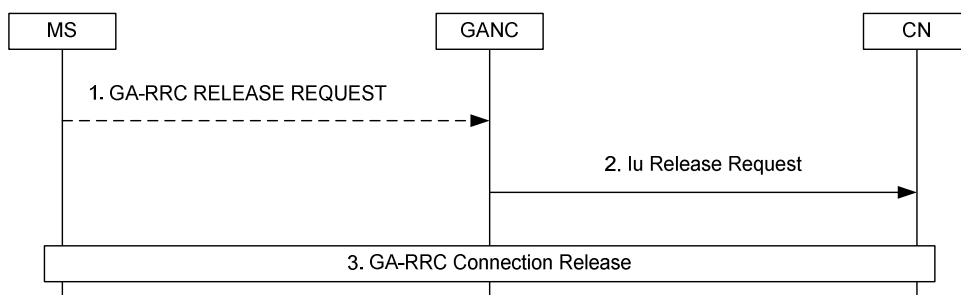 MS
GANC
CN
1. GA-RRC RELEASE REQUEST
2. Iu Release Request
3. GA-RRC Connection Release